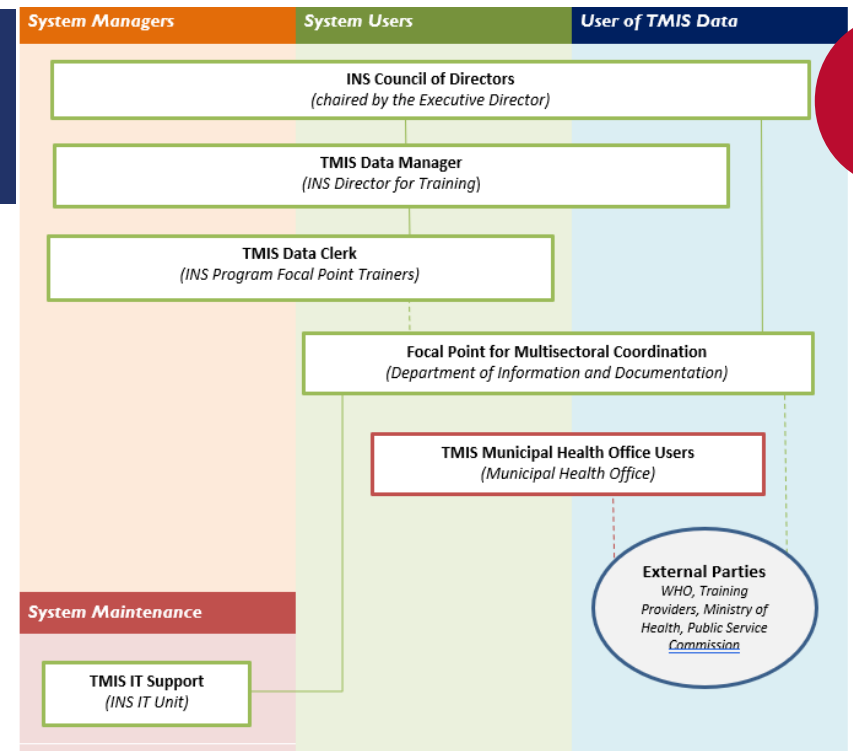 System Managers
System Users
User of TMIS Data
INS Council of Directors
(chaired by the Executive Director)
TMIS Data Manager
(INS Director for Training)
TMIS Data Clerk
(INS Program Focal Point Trainers)
Focal Point for Multisectoral Coordination
(Department of Information and Documentation)
TMIS Municipal Health Office Users
(Municipal Health Office)
External Parties
WHO, Training
Providers, Ministry of
Health, Public Service
Commission
System Maintenance
TMIS IT Support
(INS IT Unit)